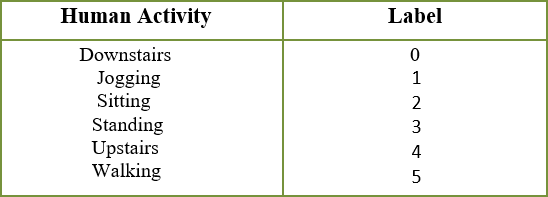 Human Activity Label
Downstairs 0
Jogging 1
Sitting 2
Standing 3
Upstairs 4
Walking 5